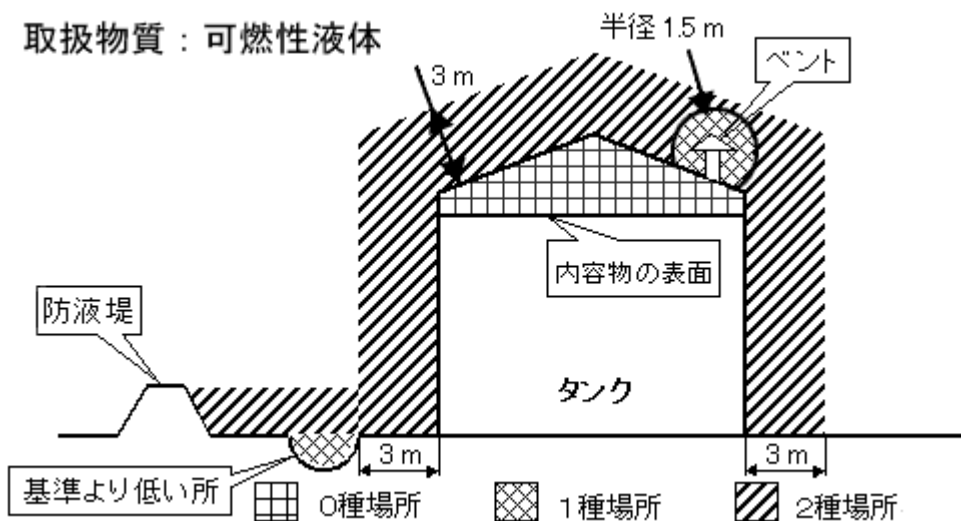 取扱物質：可燃性液体
半径1.5 m
ベント
3 m
内容物の表面
防液堤
タンク
3 m
3 m
基準より低い所
0種場所
1種場所
2種場所